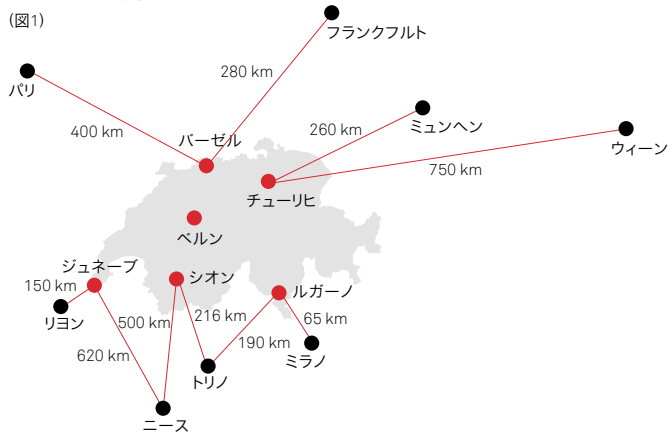 (図1)
フランクフルト
280 km
パリ
400 km
バーゼル
260 km
ミュンヘン
ウィーン
750 km
チューリヒ
ベルン
ジュネーブ
シオン
ルガーノ
150 km
リヨン
500 km
216 km
65 km
620 km
190 km
ミラノ
トリノ
ニース